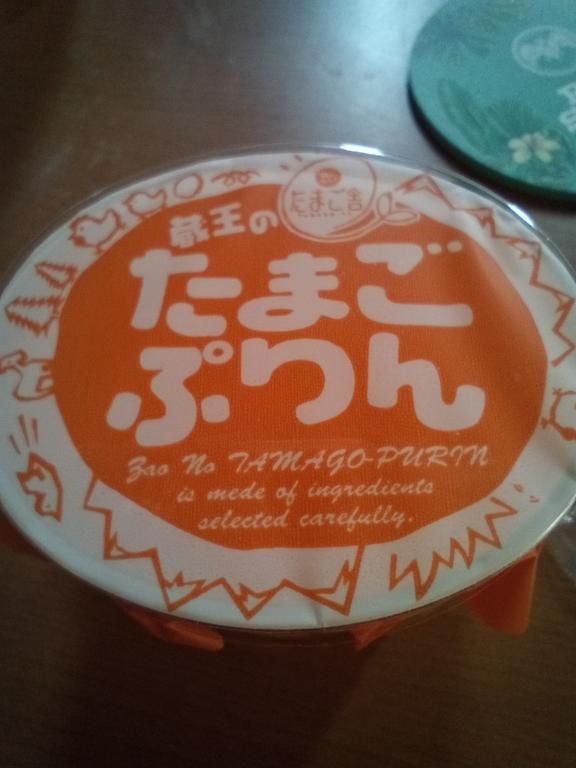 たまご舎
蔵王の
たまご
ぷりん
Zao No TAMAGO-PURIN
is mede of ingredients
selected carefully.